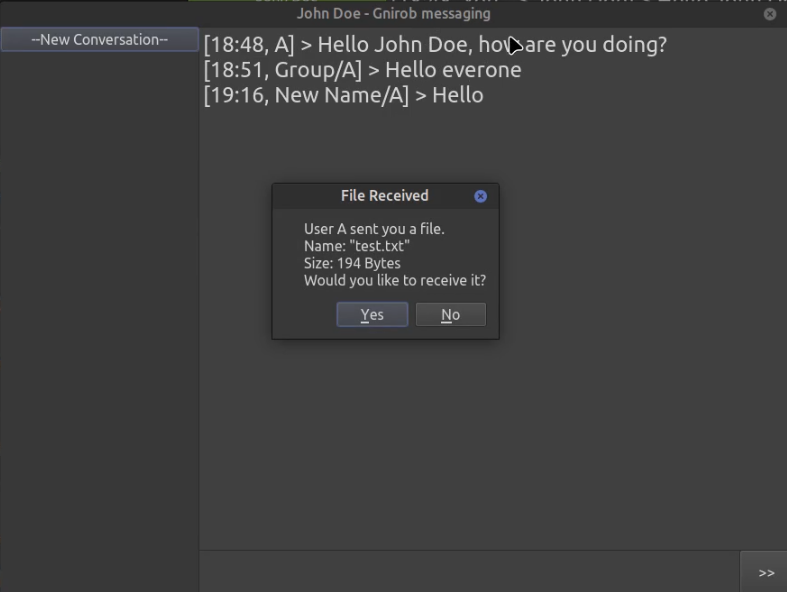 John Doe - Gnirob messaging
--New Conversation--
[18:48, A] > Hello John Doe, how are you doing?
[18:51, Group/A] > Hello everone
[19:16, New Name/A] > Hello
File Received
User A sent you a file.
Name: "test.txt"
Size: 194 Bytes
Would you like to receive it?
Yes
No
>>